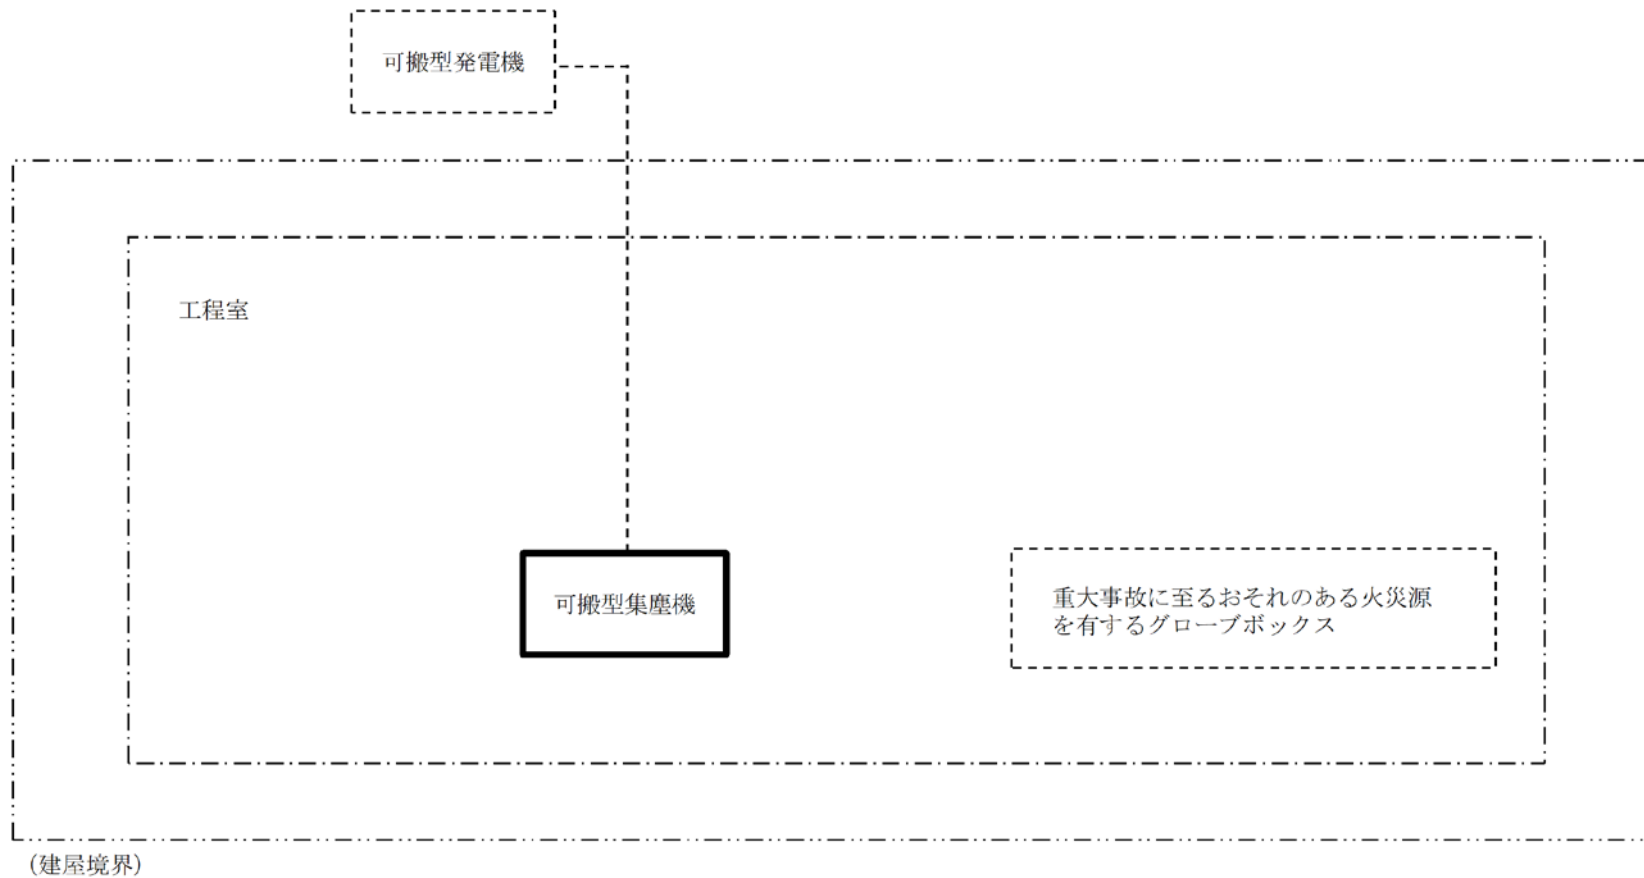 可搬型発電機
工程室
可搬型集塵機
重大事故に至るおそれのある火災源
を有するグローブボックス
(建屋境界)